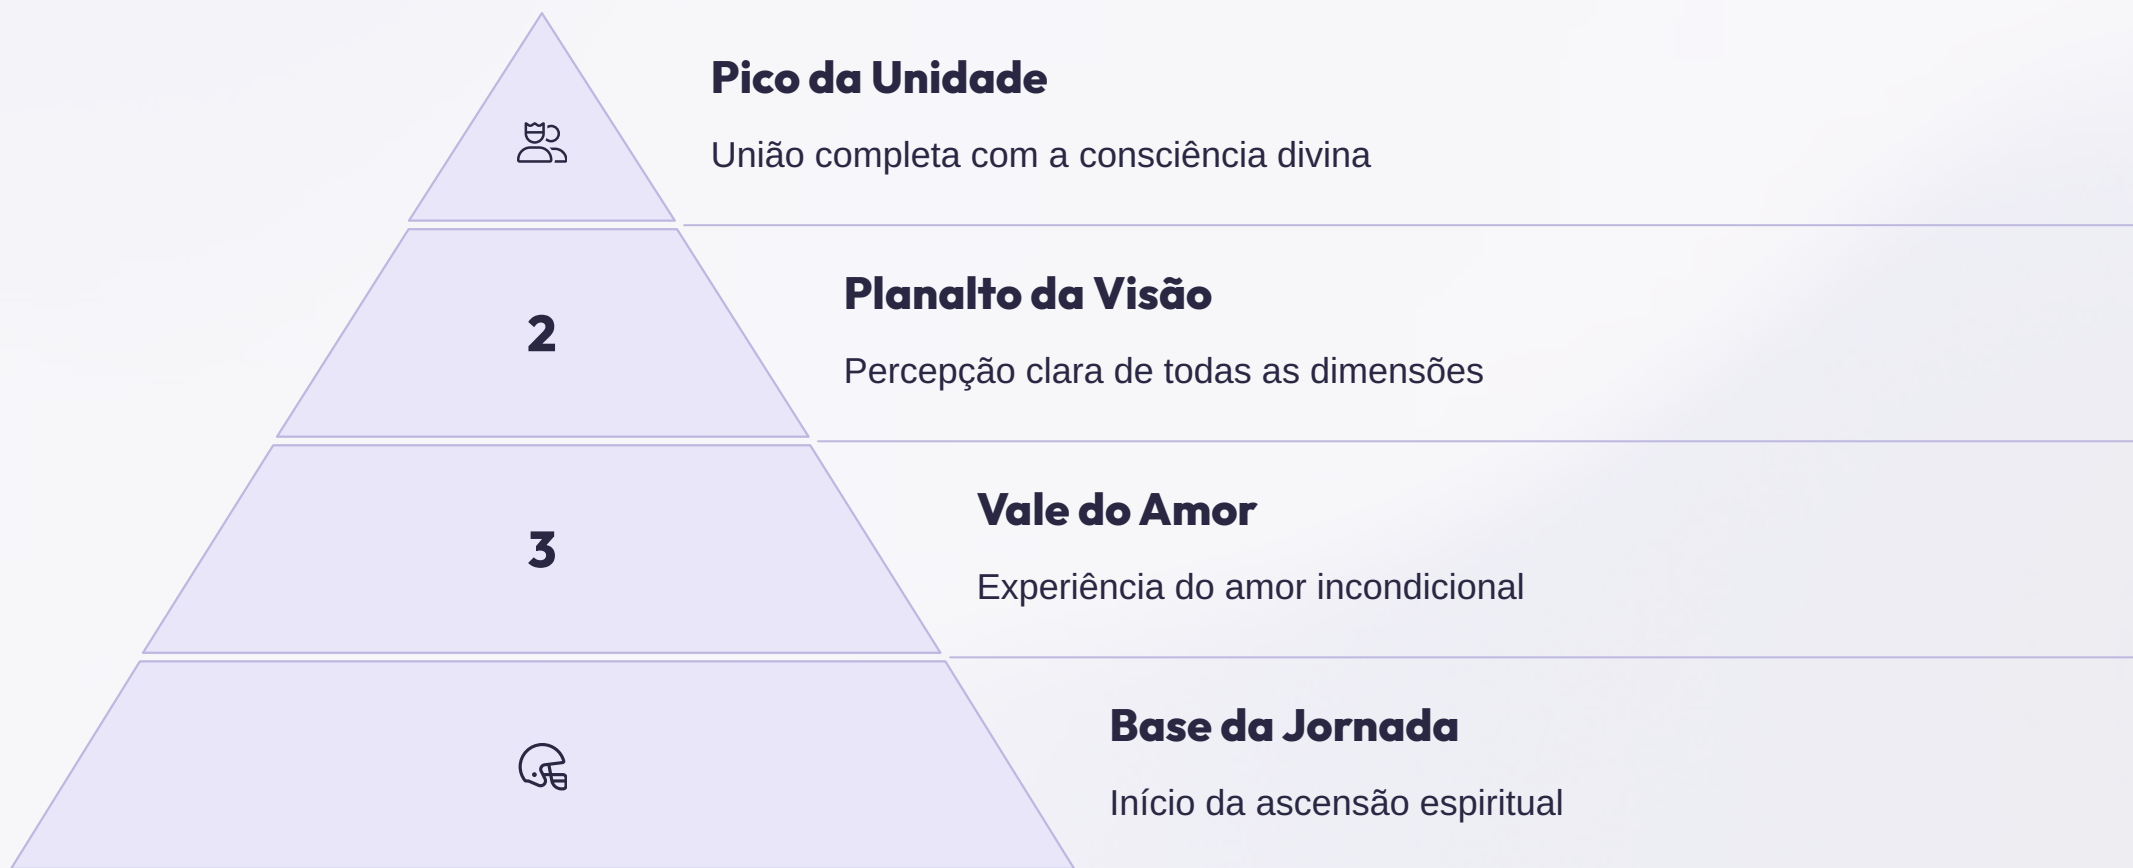 Pico da Unidade
União completa com a consciência divina
2
Planalto da Visão
Percepção clara de todas as dimensões
3
Vale do Amor
Experiência do amor incondicional
Base da Jornada
Início da ascensão espiritual